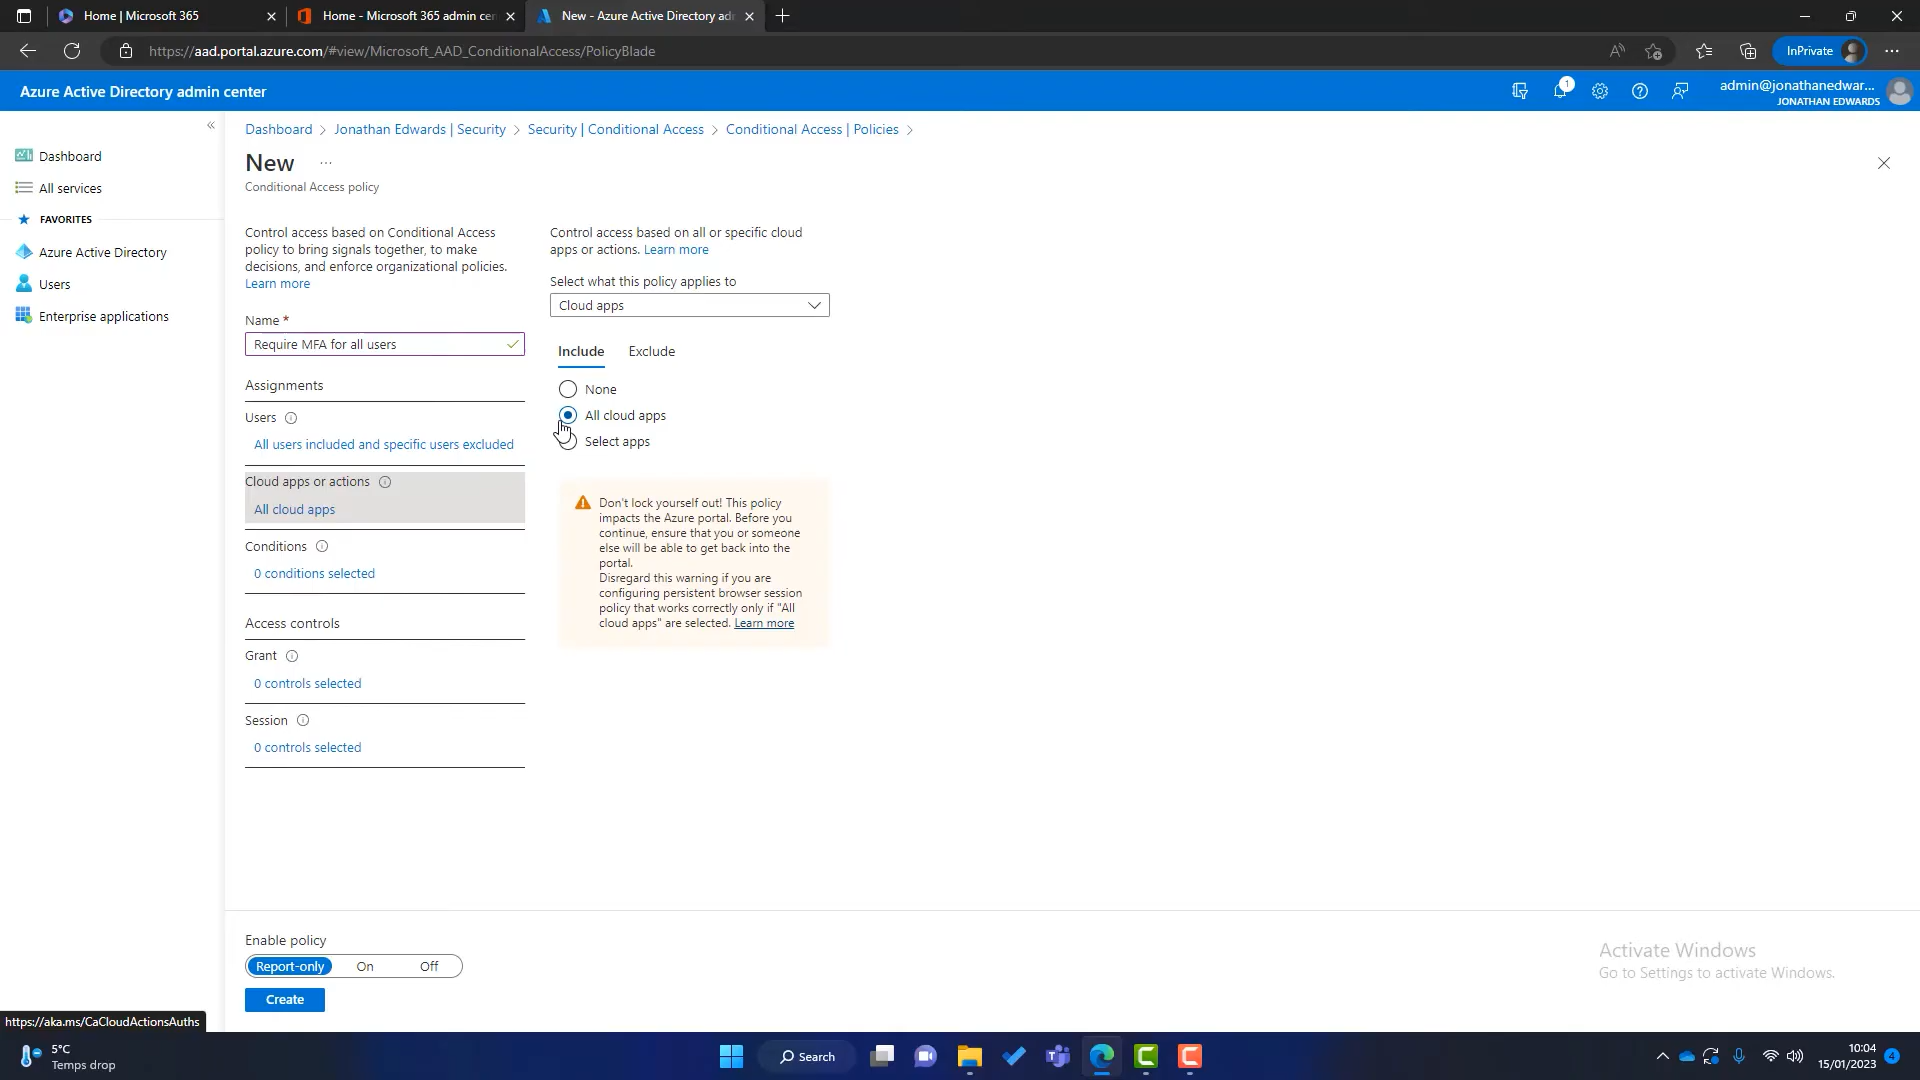 Home | Microsoft 365
Home - Microsoft 365 admin cen
New - Azure Active Directory adm
https://aad.portal.azure.com/#view/Microsoft_AAD_ConditionalAccess/PolicyBlade
InPrivate
Azure Active Directory admin center
1
admin@jonathanedwar...
JONATHAN EDWARDS
Dashboard
All services
FAVORITES
Azure Active Directory
Users
Enterprise applications
Dashboard > Jonathan Edwards | Security > Security | Conditional Access > Conditional Access | Policies >
New ...
Conditional Access policy
Control access based on Conditional Access
policy to bring signals together, to make
decisions, and enforce organizational policies.
Learn more
Name *
Require MFA for all users
Assignments
Users
All users included and specific users excluded
Cloud apps or actions
All cloud apps
Conditions
0 conditions selected
Access controls
Grant
0 controls selected
Session
0 controls selected
Control access based on all or specific cloud
apps or actions. Learn more
Select what this policy applies to
Cloud apps
Include Exclude
None
All cloud apps
Select apps
Don't lock yourself out! This policy
impacts the Azure portal. Before you
continue, ensure that you or someone
else will be able to get back into the
portal.
Disregard this warning if you are
configuring persistent browser session
policy that works correctly only if "All
cloud apps" are selected. Learn more
Enable policy
Report-only On Off
Create
Activate Windows
Go to Settings to activate Windows.
https://aka.ms/CaCloudActionsAuths
5°C
Temps drop
Search
10:04
15/01/2023
4